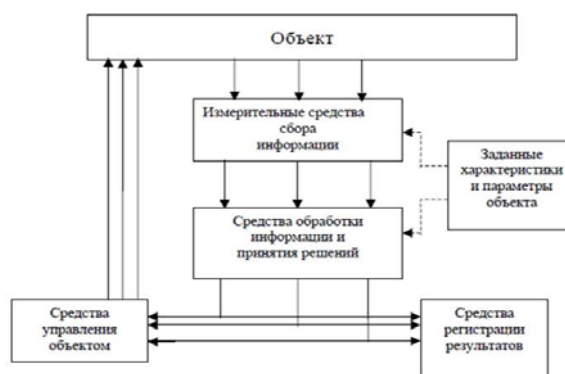 Объект
Измерительные средства
сбора
информации
Заданные
характеристики
и параметры
объекта
Средства обработки
информации и
принятия решений
Средства
управления
объектом
Средства
регистрации
результатов